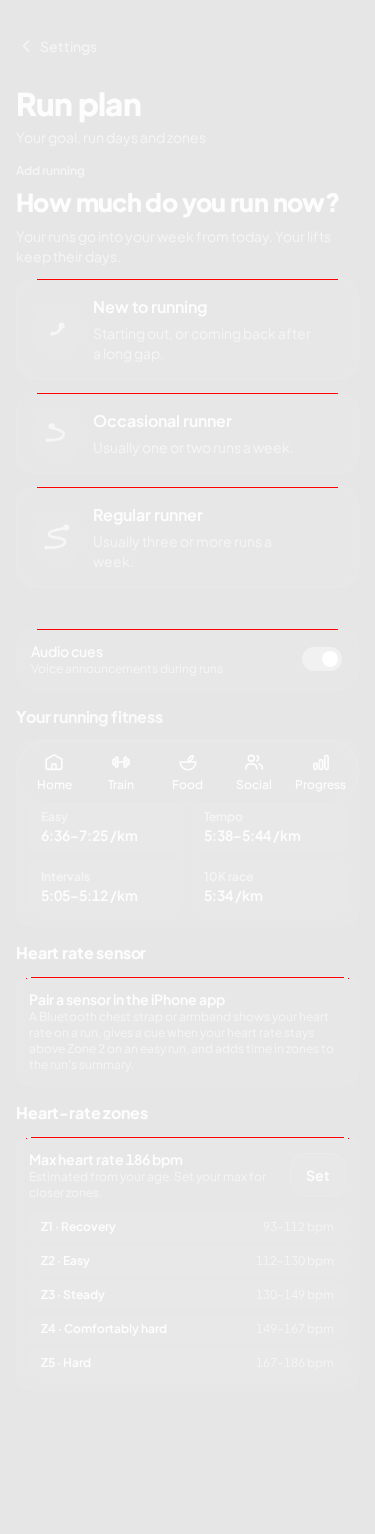 Settings
Run plan
Your goal, run days and zones
Add running
How much do you run now?
Your runs go into your week from today. Your lifts
keep their days.
New to running
Starting out, or coming back after
a long gap.
Occasional runner
Usually one or two runs a week.
Regular runner
Usually three or more runs a
week.
Audio cues
Voice announcements during runs
Your running fitness
Home Train Food Social Progress
Easy Tempo
6:36–7:25 /km 5:38–5:44 /km
Intervals 10K race
5:05–5:12 /km 5:34 /km
Heart rate sensor
Pair a sensor in the iPhone app
A Bluetooth chest strap or armband shows your heart
rate on a run, gives a cue when your heart rate stays
above Zone 2 on an easy run, and adds time in zones to
the run's summary.
Heart-rate zones
Max heart rate 186 bpm
Estimated from your age. Set your max for
closer zones.
Set
Z1 · Recovery 93–112 bpm
Z2 · Easy 112–130 bpm
Z3 · Steady 130–149 bpm
Z4 · Comfortably hard 149–167 bpm
Z5 · Hard 167–186 bpm